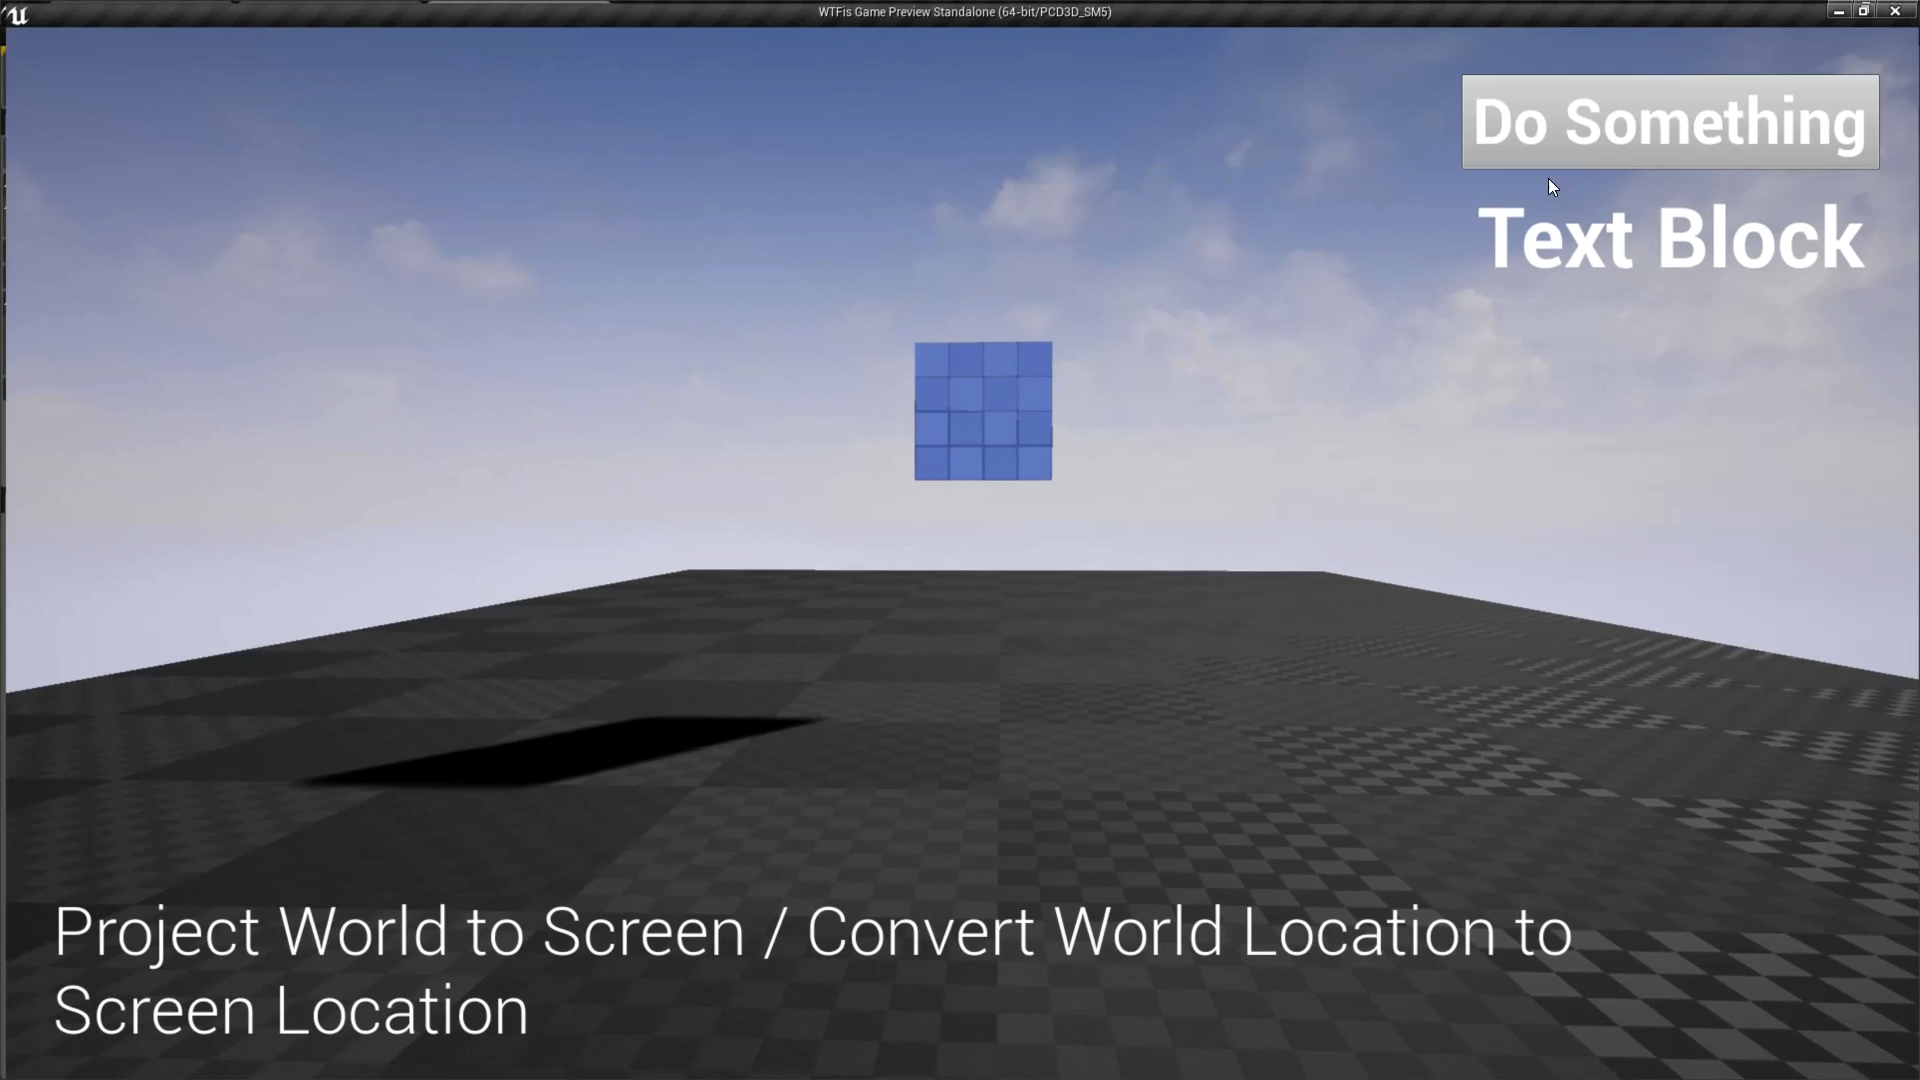 WTFis Game Preview Standalone (64-bit/PCD3D_SM5)
Do Something
Text Block
Project World to Screen / Convert World Location to
Screen Location